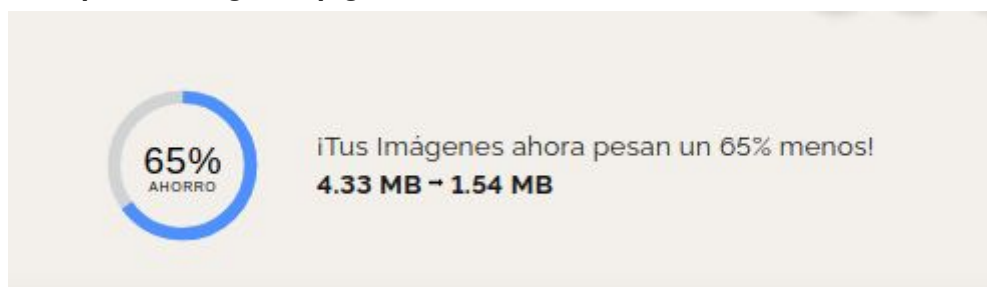 65%
AHORRO
¡Tus Imágenes ahora pesan un 65% menos!
4.33 MB → 1.54 MB